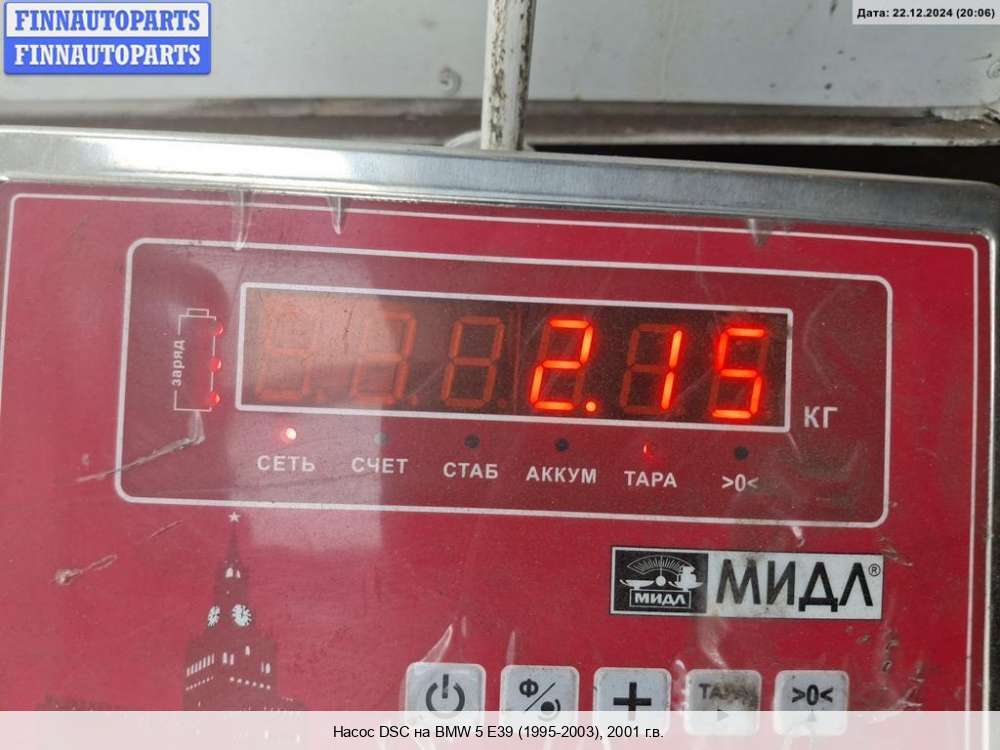 FINNAUTOPARTS
FINNAUTOPARTS
Дата: 22.12.2024 (20:06)
заряд
2.15
КГ
СЕТЬ СЧЕТ СТАБ АККУМ ТАРА >0<
МИДЛ МИДЛ®
Ф/ + ТАРА >0<
Насос DSC на BMW 5 E39 (1995-2003), 2001 г.в.